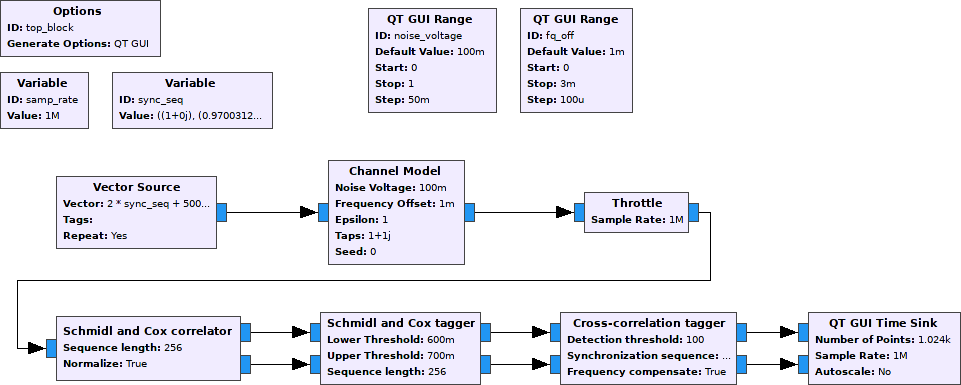 Options
ID: top_block
Generate Options: QT GUI
QT GUI Range
ID: noise_voltage
Default Value: 100m
Start: 0
Stop: 1
Step: 50m
QT GUI Range
ID: fq_off
Default Value: 1m
Start: 0
Stop: 3m
Step: 100u
Variable
ID: samp_rate
Value: 1M
Variable
ID: sync_seq
Value: ((1+0j), (0.9700312...
Vector Source
Vector: 2 * sync_seq + 500...
Tags:
Repeat: Yes
Channel Model
Noise Voltage: 100m
Frequency Offset: 1m
Epsilon: 1
Taps: 1+1j
Seed: 0
Throttle
Sample Rate: 1M
Schmidl and Cox correlator
Sequence length: 256
Normalize: True
Schmidl and Cox tagger
Lower Threshold: 600m
Upper Threshold: 700m
Sequence length: 256
Cross-correlation tagger
Detection threshold: 100
Synchronization sequence: ...
Frequency compensate: True
QT GUI Time Sink
Number of Points: 1.024k
Sample Rate: 1M
Autoscale: No